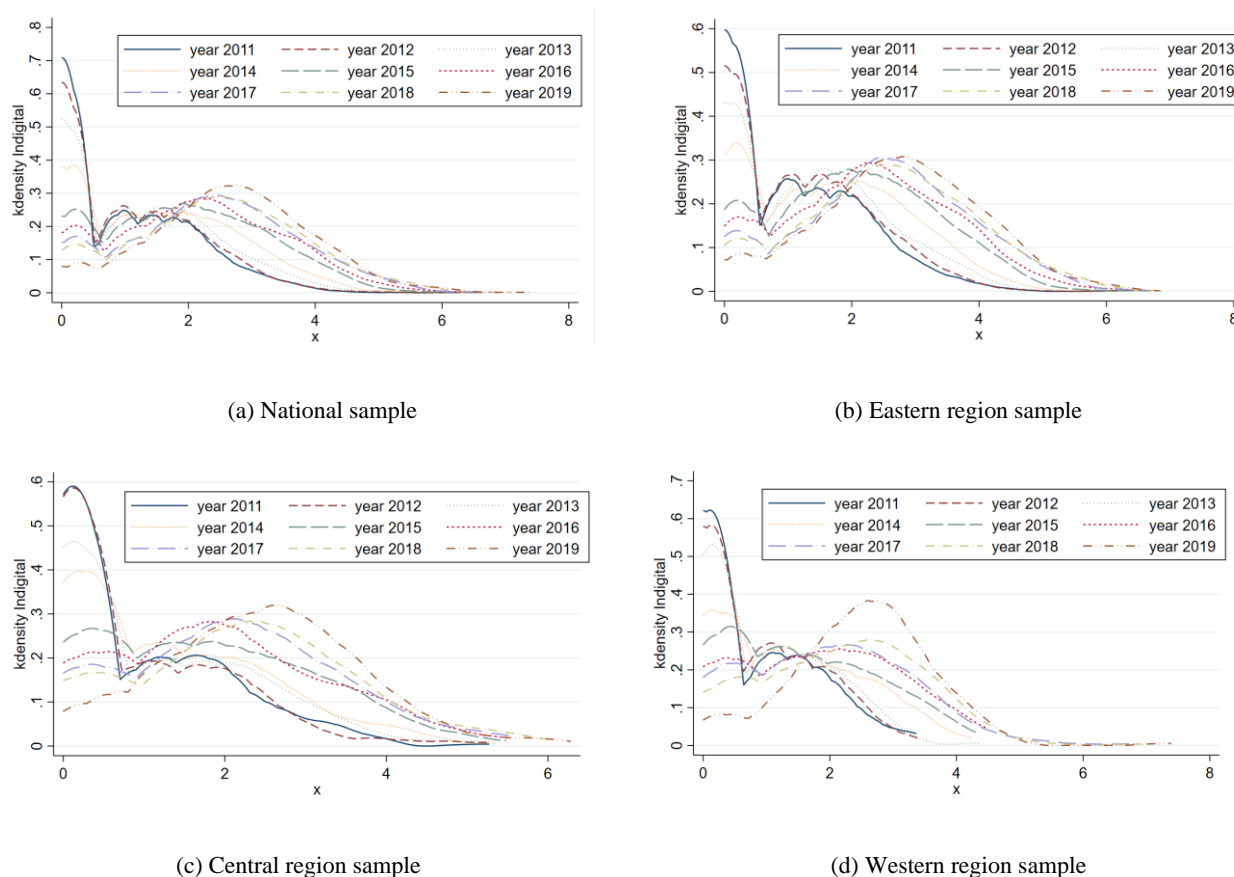 .8
.7
.6
.5
.4
.3
.2
.1
0
kdensity lndigital
year 2011 year 2012 year 2013
year 2014 year 2015 year 2016
year 2017 year 2018 year 2019
0 2 4 6 8
x
(a) National sample
.6
.5
.4
.3
.2
.1
0
kdensity lndigital
year 2011 year 2012 year 2013
year 2014 year 2015 year 2016
year 2017 year 2018 year 2019
0 2 4 6 8
x
(b) Eastern region sample
.6
.5
.4
.3
.2
.1
0
kdensity lndigital
year 2011 year 2012 year 2013
year 2014 year 2015 year 2016
year 2017 year 2018 year 2019
0 2 4 6
x
(c) Central region sample
.7
.6
.5
.4
.3
.2
.1
0
kdensity lndigital
year 2011 year 2012 year 2013
year 2014 year 2015 year 2016
year 2017 year 2018 year 2019
0 2 4 6 8
x
(d) Western region sample